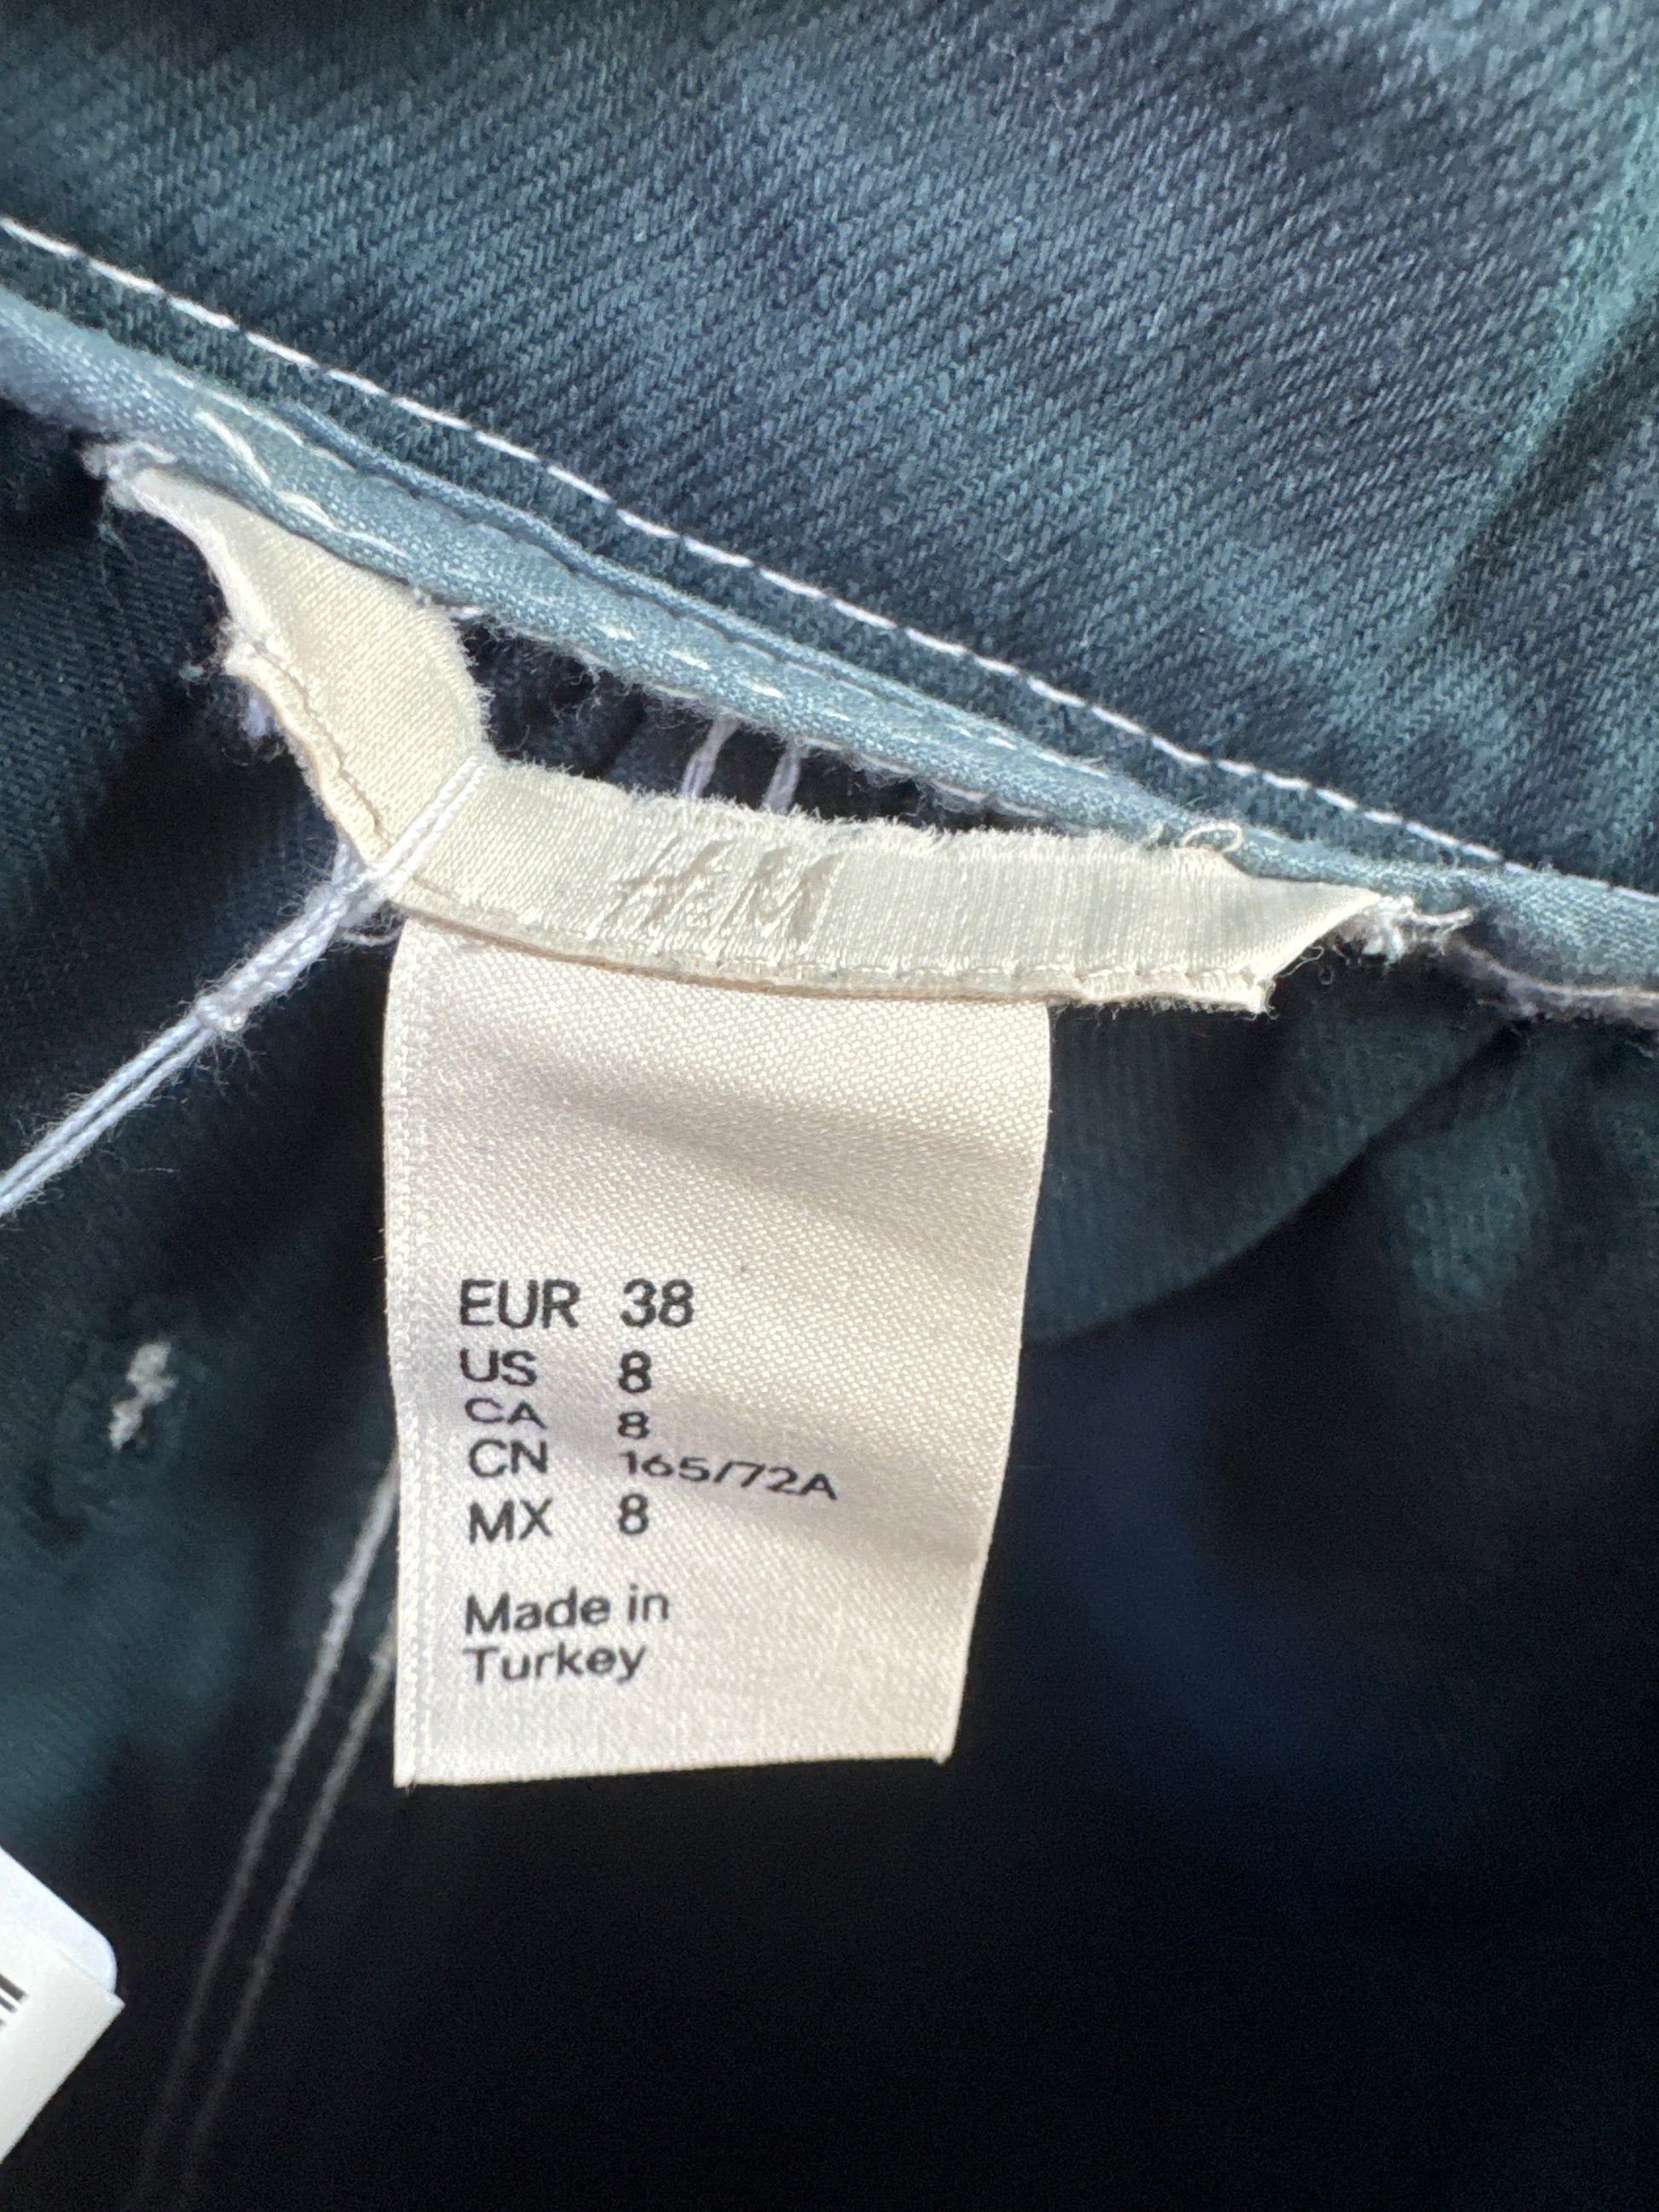 H&M
EUR 38
US 8
CA 8
CN 165/72A
MX 8
Made in
Turkey